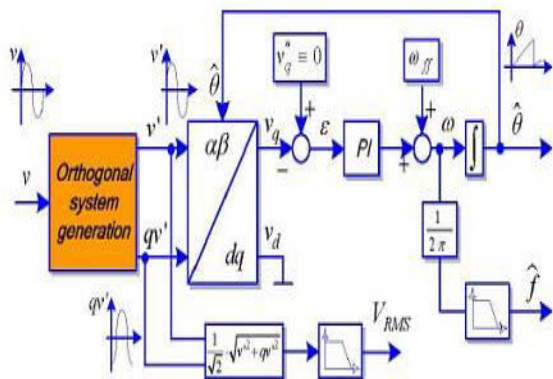 v
v'
θ̂
v*q ≡ 0
ω_ff
θ
v'
αβ
v_q
+
−
ε
PI
+
+
ω
∫
θ̂
v
Orthogonal
system
generation
qv'
dq
v_d
1/(2π)
f̂
qv'
1/√2 · √(v'² + qv'²)
V_RMS